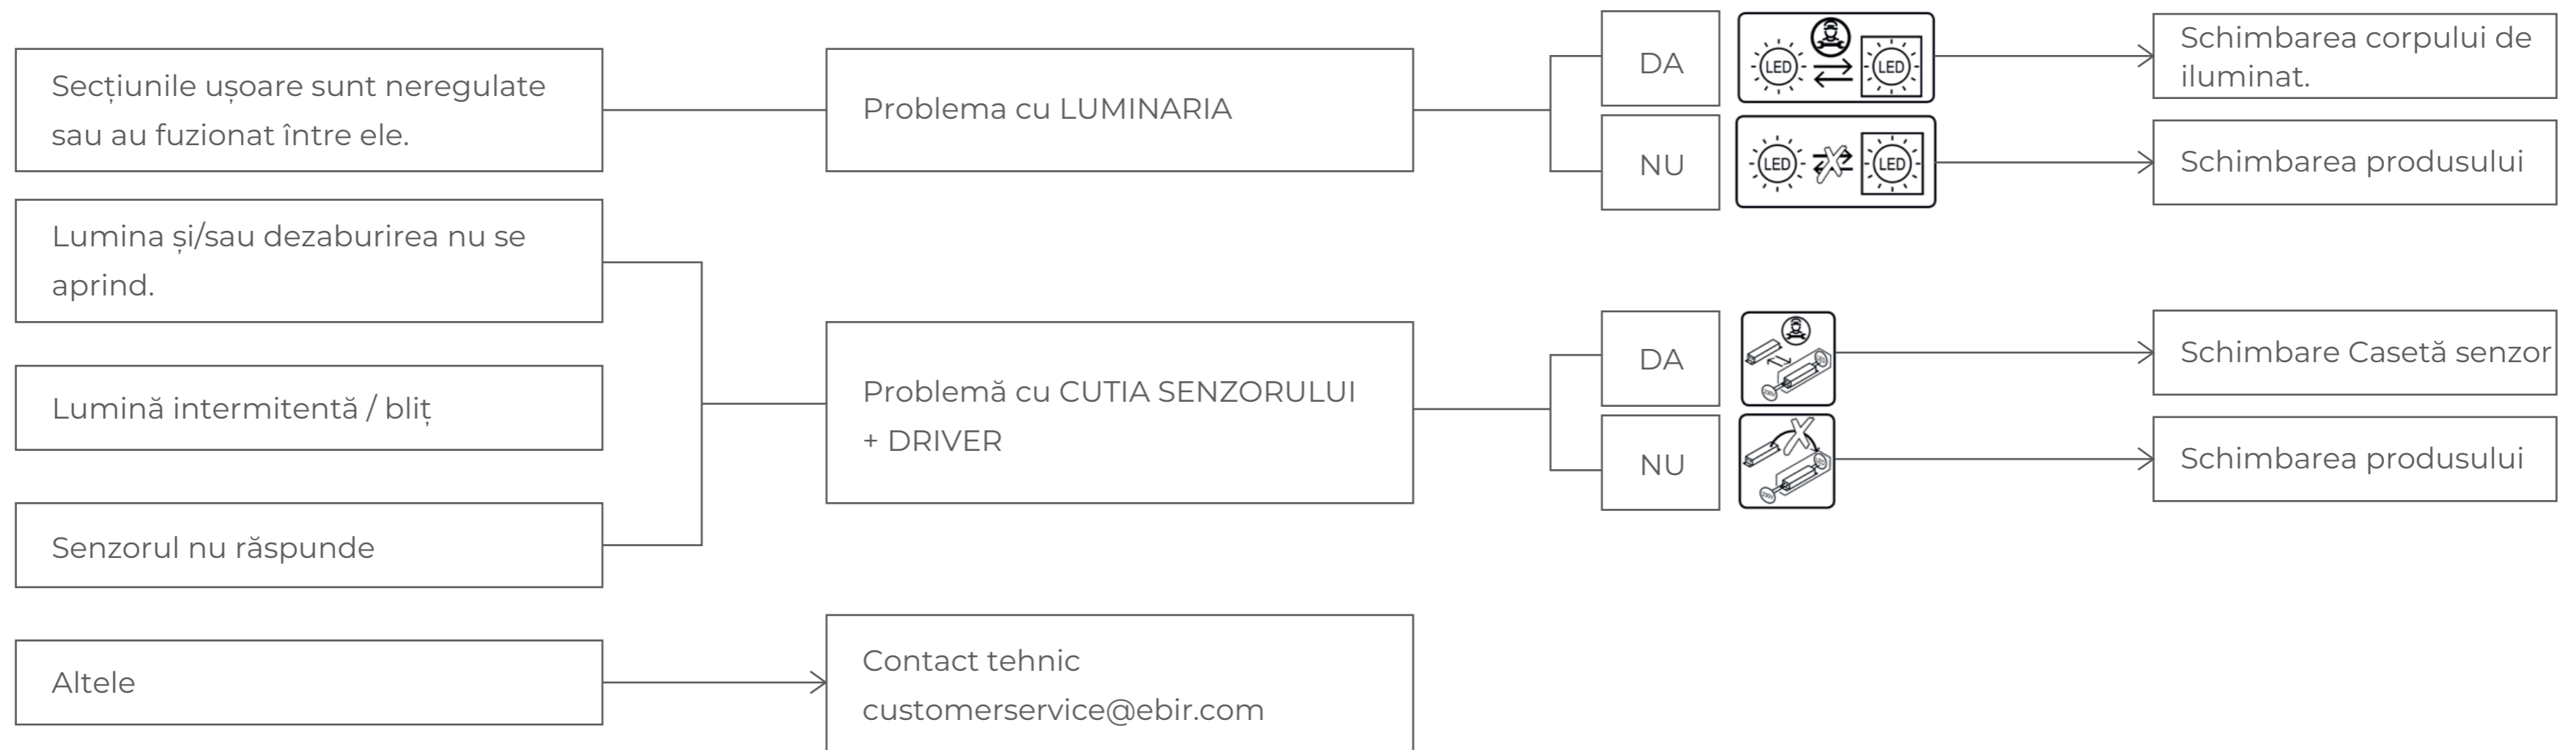 Secțiunile ușoare sunt neregulate
sau au fuzionat între ele.
Problema cu LUMINARIA
DA
LED
LED
Schimbarea corpului de
iluminat.
NU
LED
LED
Schimbarea produsului
Lumina și/sau dezaburirea nu se
aprind.
Lumină intermitentă / bliț
Senzorul nu răspunde
Problemă cu CUTIA SENZORULUI
+ DRIVER
DA
Schimbare Casetă senzor
NU
Schimbarea produsului
Altele
Contact tehnic
customerservice@ebir.com